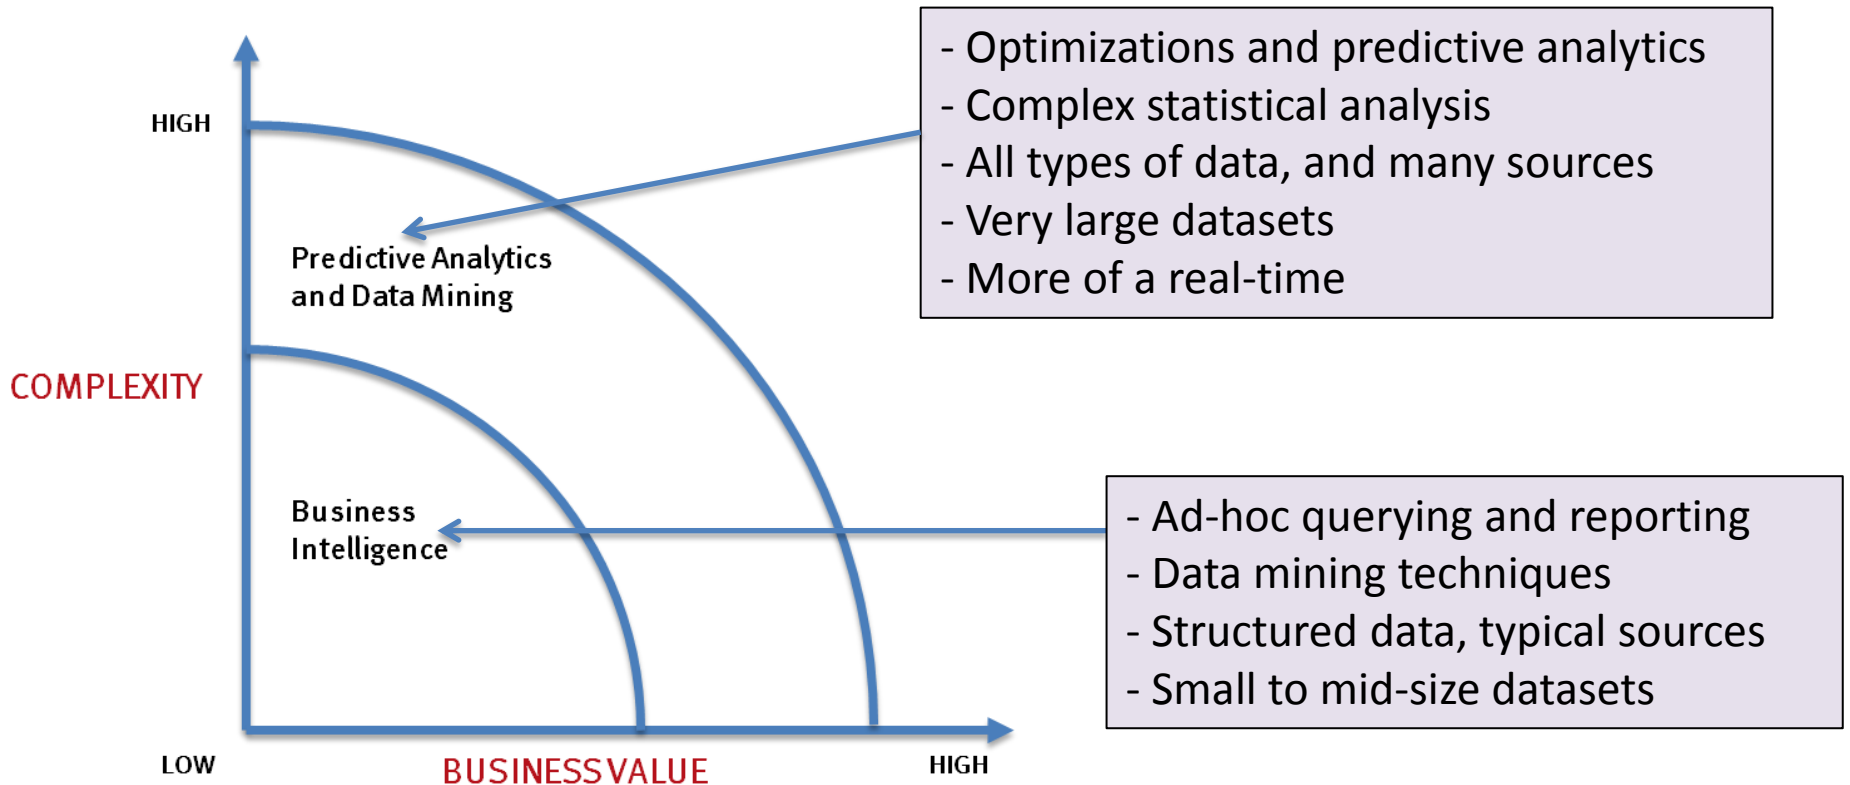 - Optimizations and predictive analytics
- Complex statistical analysis
- All types of data, and many sources
- Very large datasets
- More of a real-time
HIGH
Predictive Analytics
and Data Mining
COMPLEXITY
Business
Intelligence
- Ad-hoc querying and reporting
- Data mining techniques
- Structured data, typical sources
- Small to mid-size datasets
LOW
BUSINESS VALUE
HIGH